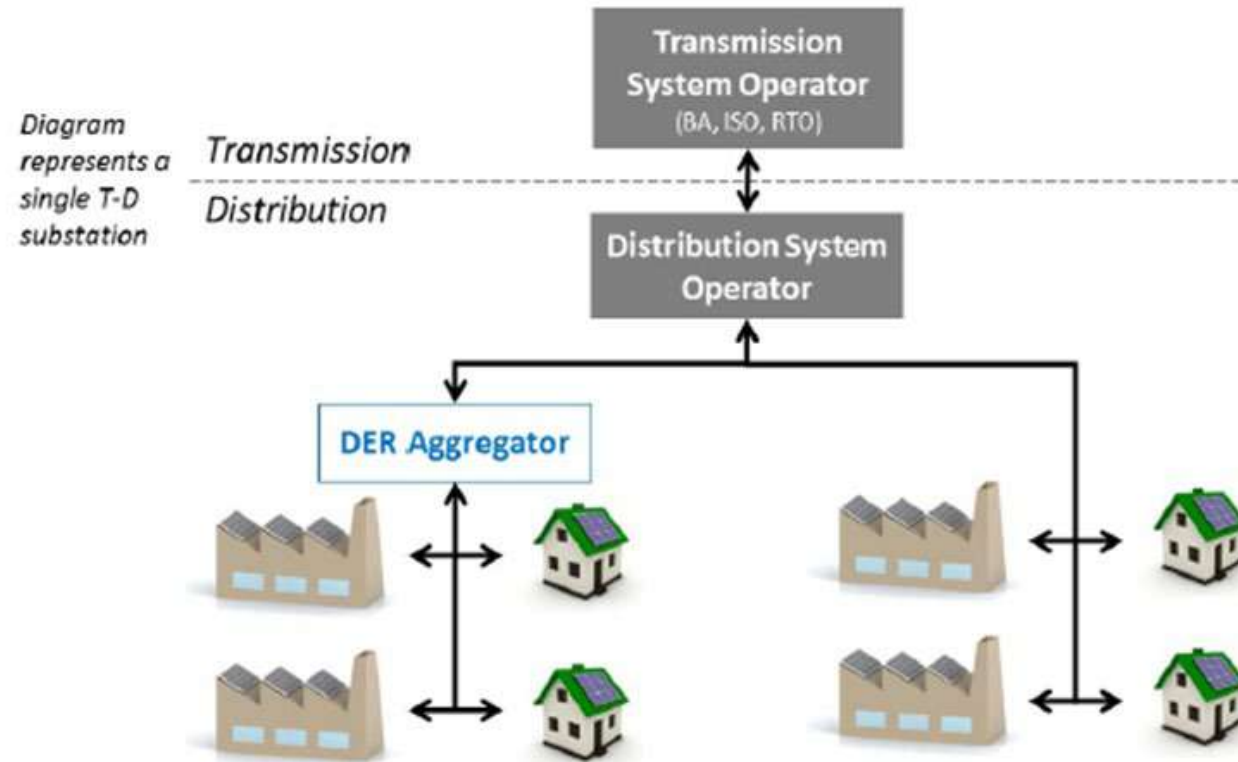 Transmission
System Operator
(BA, ISO, RTO)
Diagram
represents a
single T-D
substation
Transmission
Distribution
Distribution System
Operator
DER Aggregator